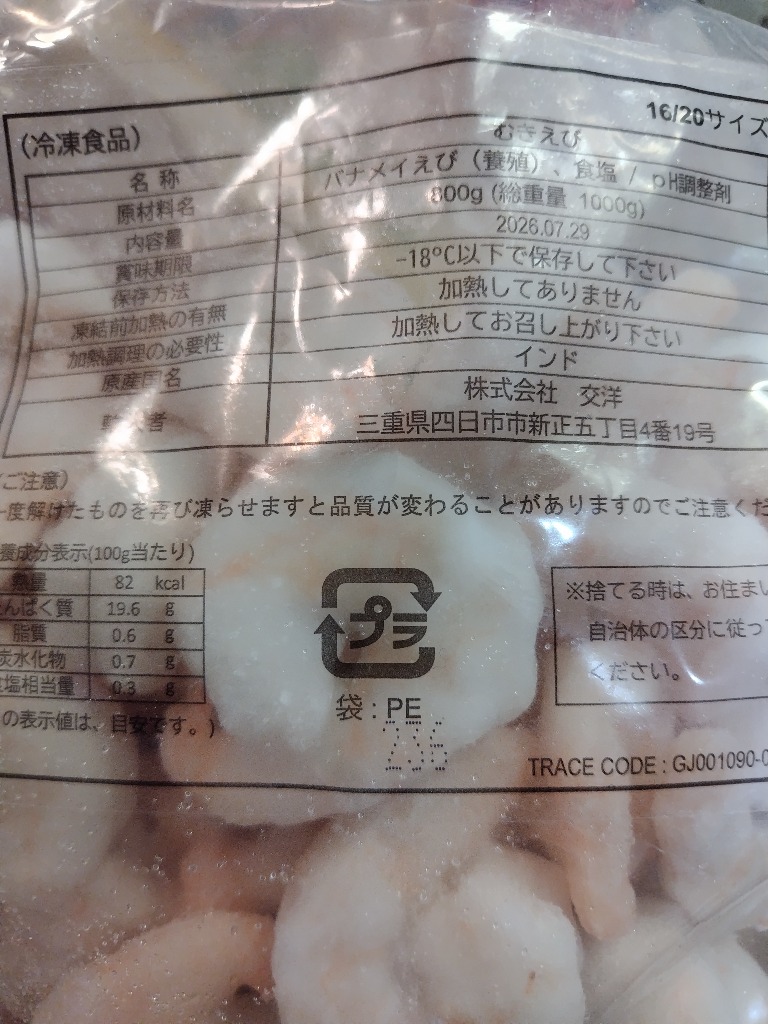 16/20サイズ
(冷凍食品)
名称 むきえび
原材料名 バナメイえび（養殖）、食塩 / pH調整剤
内容量 800g (総重量 1000g)
賞味期限 2026.07.29
保存方法 -18℃以下で保存して下さい
凍結前加熱の有無 加熱してありません
加熱調理の必要性 加熱してお召し上がり下さい
原産国名 インド
者 株式会社 交洋
三重県四日市市新正五丁目4番19号
ご注意)
一度解けたものを再び凍らせますと品質が変わることがありますのでご注意くだ
養成分表示(100g当たり)
熱量 82 kcal
んぱく質 19.6 g
脂質 0.6 g
炭水化物 0.7 g
塩相当量 0.3 g
の表示値は、目安です。)
プラ
袋 : PE
※捨てる時は、お住まい
自治体の区分に従っ
ください。
TRACE CODE : GJ001090-0